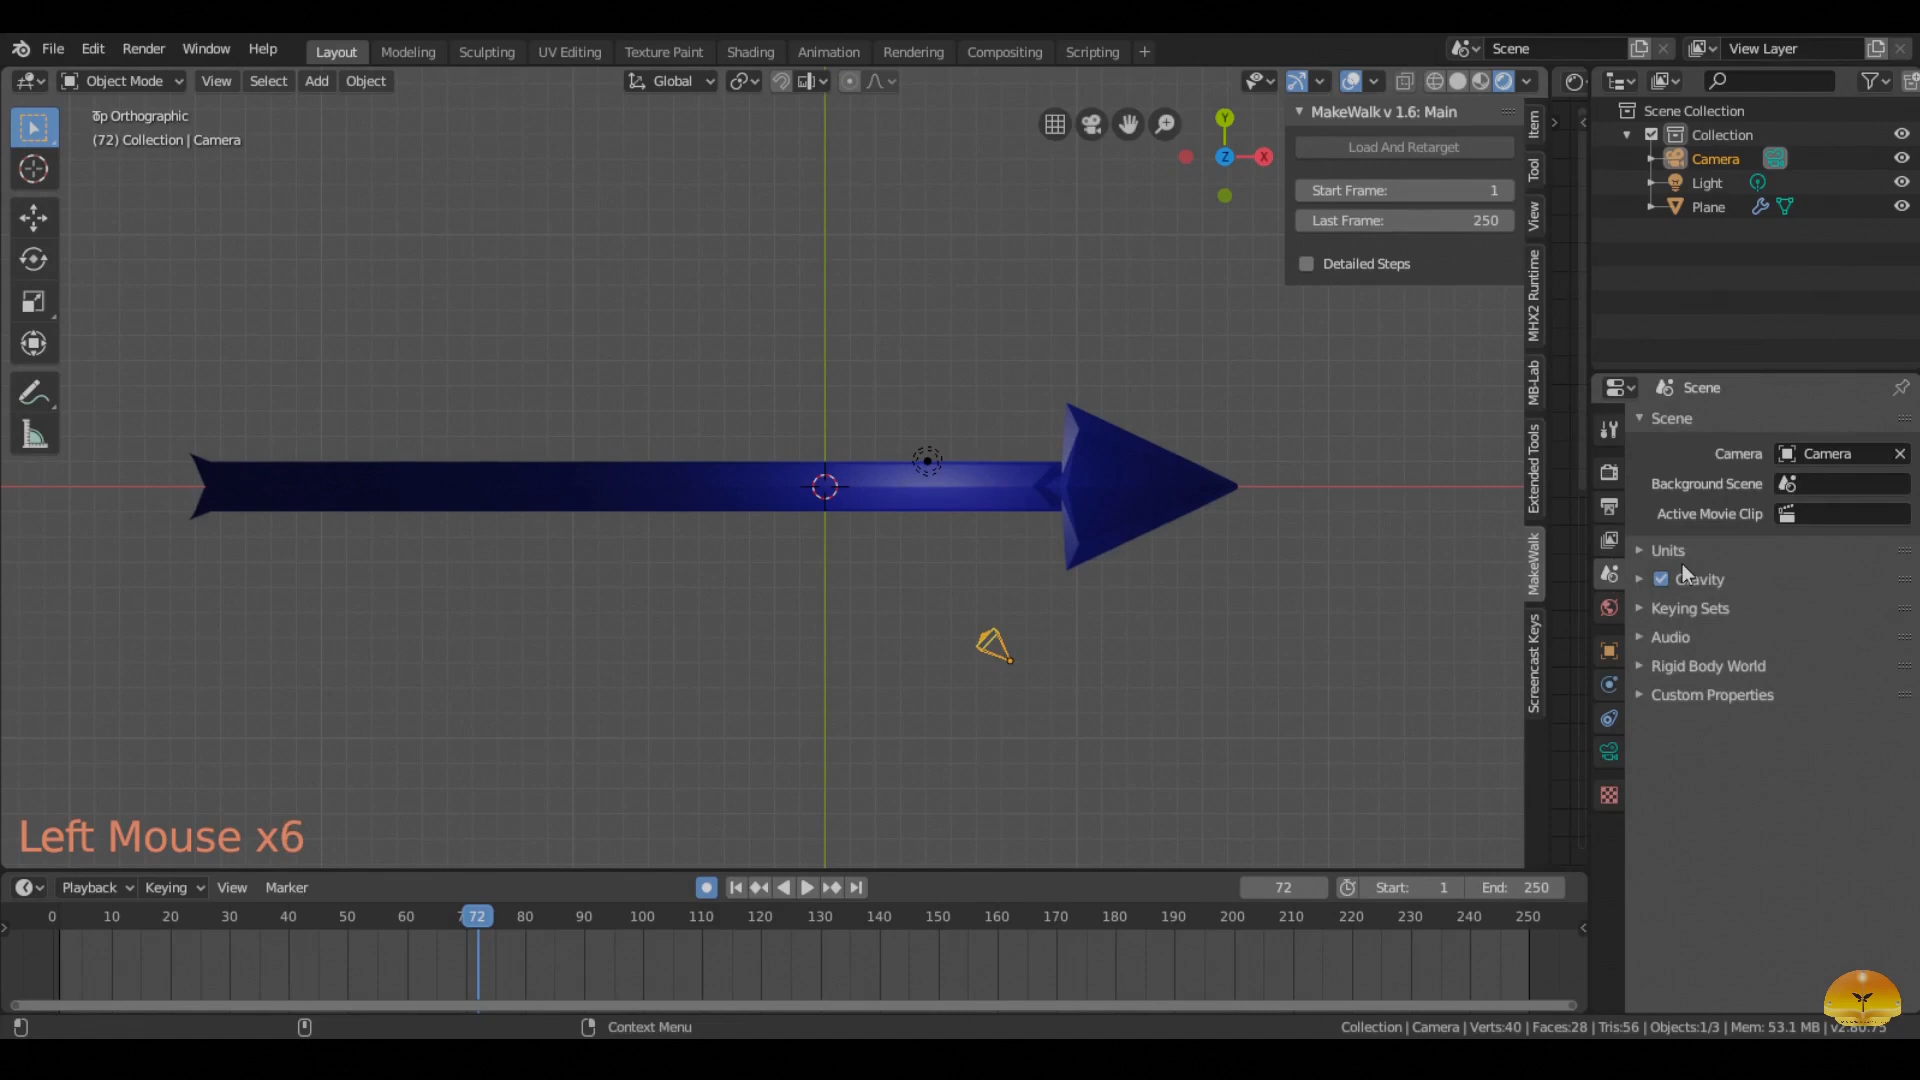 File Edit Render Window Help Layout Modeling Sculpting UV Editing Texture Paint Shading Animation Rendering Compositing Scripting + Scene View Layer
Object Mode View Select Add Object Global
Top Orthographic
(72) Collection | Camera
Y
Z
X
MakeWalk v 1.6: Main
Load And Retarget
Start Frame: 1
Last Frame: 250
Detailed Steps
Item
Tool
View
MHX2 Runtime
MB-Lab
Extended Tools
MakeWalk
Screencast Keys
Scene Collection
Collection
Camera
Light
Plane
Scene
Scene
Camera Camera
Background Scene
Active Movie Clip
Units
Gravity
Keying Sets
Audio
Rigid Body World
Custom Properties
Left Mouse x6
Playback Keying View Marker 72 Start: 1 End: 250
0 10 20 30 40 50 60 72 80 90 100 110 120 130 140 150 160 170 180 190 200 210 220 230 240 250
Context Menu
Collection | Camera | Verts:40 | Faces:28 | Tris:56 | Objects:1/3 | Mem: 53.1 MB | v2.80.75